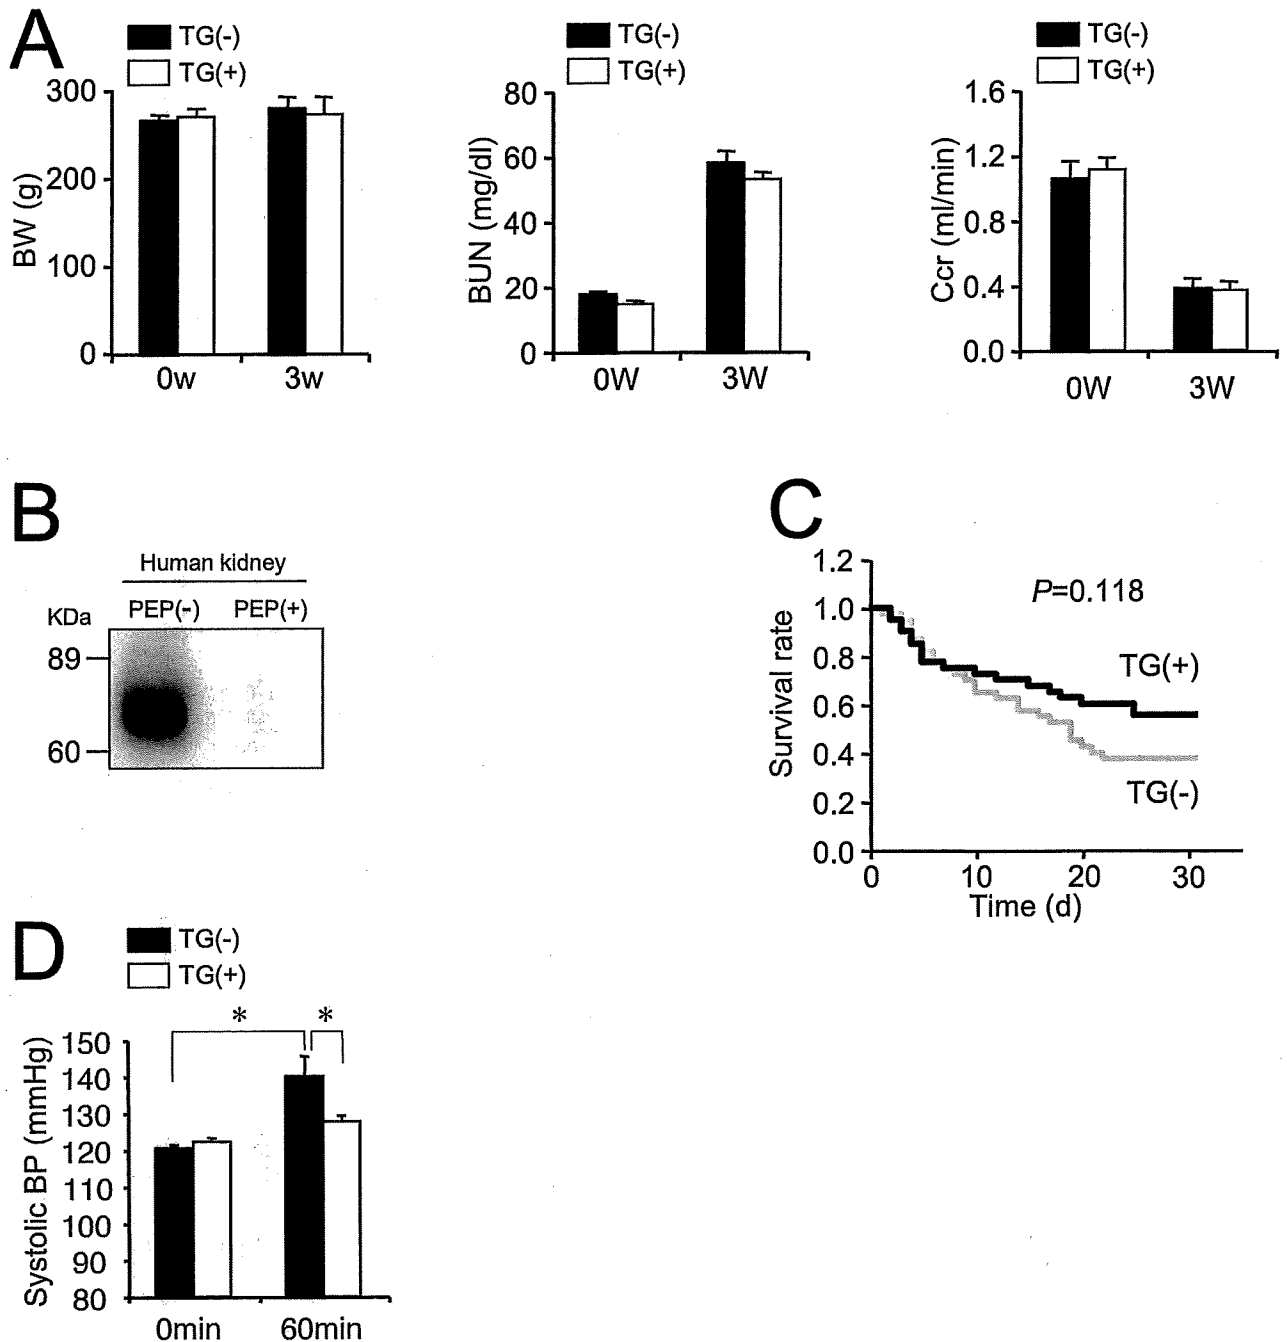 A
TG(-)
TG(+)
300
200
100
0
BW (g)
0w
3w
TG(-)
TG(+)
80
60
40
20
0
BUN (mg/dl)
0W
3W
TG(-)
TG(+)
1.6
1.2
0.8
0.4
0.0
Ccr (ml/min)
0W
3W
B
Human kidney
KDa
PEP(-)
PEP(+)
89
60
C
1.2
1.0
0.8
0.6
0.4
0.2
0.0
Survival rate
P=0.118
TG(+)
TG(-)
0
10
20
30
Time (d)
D
TG(-)
TG(+)
*
*
150
140
130
120
110
100
90
80
Systolic BP (mmHg)
0min
60min